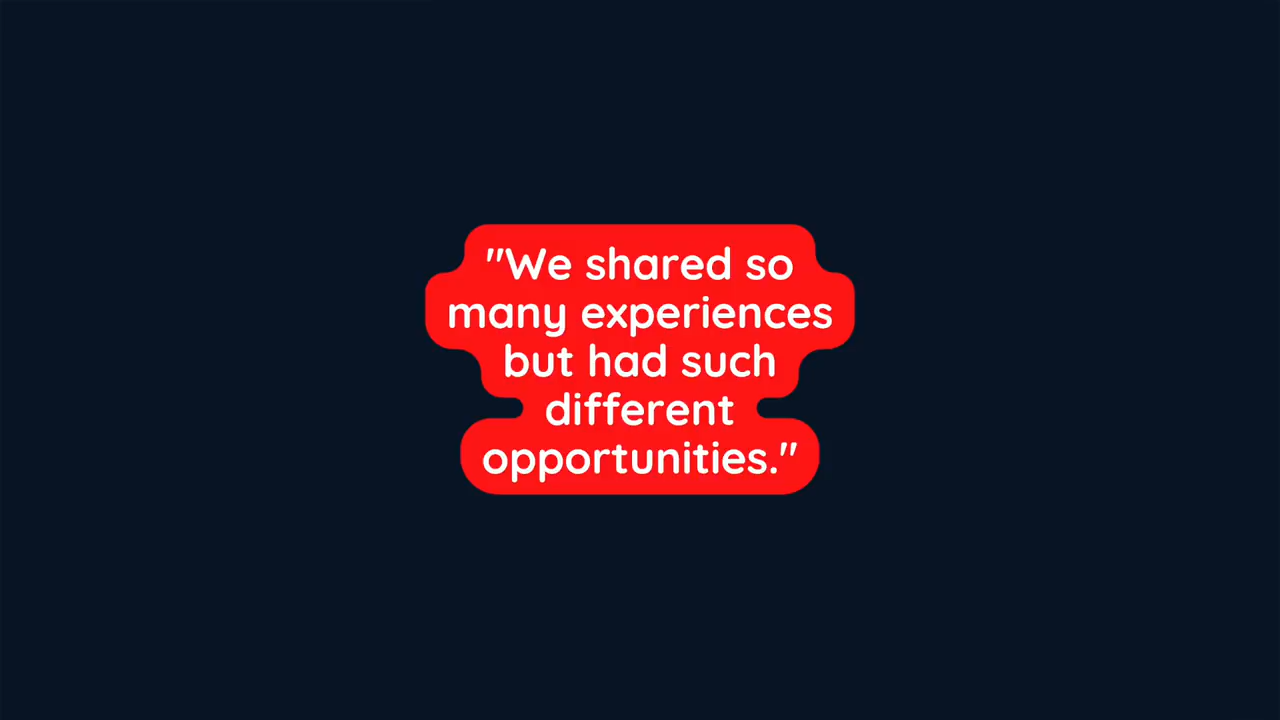 "We shared so
many experiences
but had such
different
opportunities."